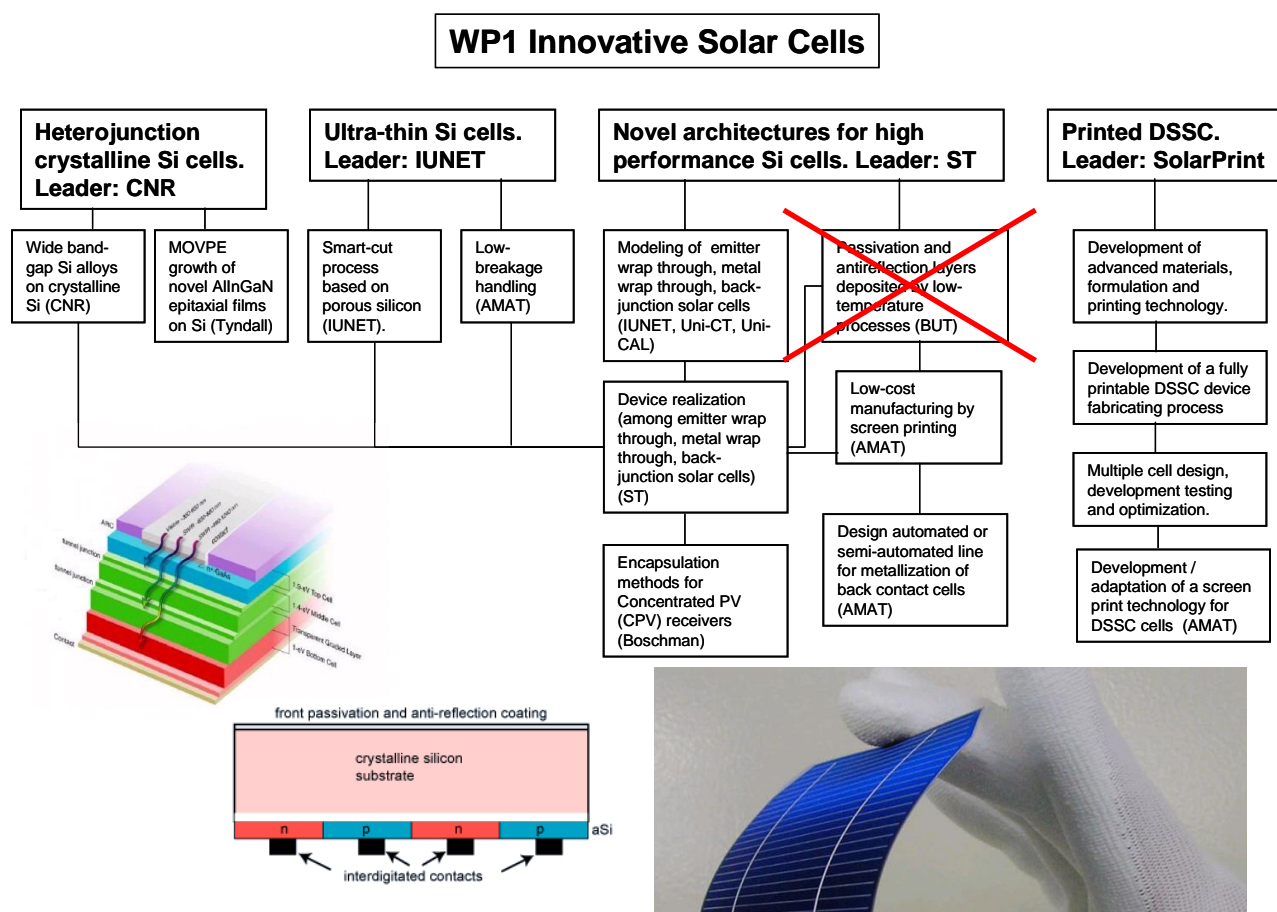 WP1 Innovative Solar Cells
Heterojunction
crystalline Si cells.
Leader: CNR
Ultra-thin Si cells.
Leader: IUNET
Novel architectures for high
performance Si cells. Leader: ST
Printed DSSC.
Leader: SolarPrint
Wide band-
gap Si alloys
on crystalline
Si (CNR)
MOVPE
growth of
novel AlInGaN
epitaxial films
on Si (Tyndall)
Smart-cut
process
based on
porous silicon
(IUNET).
Low-
breakage
handling
(AMAT)
Modeling of emitter
wrap through, metal
wrap through, back-
junction solar cells
(IUNET, Uni-CT, Uni-
CAL)
Passivation and
antireflection layers
deposited by low-
temperature
processes (BUT)
Development of
advanced materials,
formulation and
printing technology.
Device realization
(among emitter wrap
through, metal wrap
through, back-
junction solar cells)
(ST)
Low-cost
manufacturing by
screen printing
(AMAT)
Development of a fully
printable DSSC device
fabricating process
Multiple cell design,
development testing
and optimization.
Encapsulation
methods for
Concentrated PV
(CPV) receivers
(Boschman)
Design automated or
semi-automated line
for metallization of
back contact cells
(AMAT)
Development /
adaptation of a screen
print technology for
DSSC cells (AMAT)
ARC
tunnel junction
tunnel junction
Contact
n+-GaAs
1.9-eV Top Cell
1.4-eV Middle Cell
Transparent Graded Layer
1-eV Bottom Cell
front passivation and anti-reflection coating
crystalline silicon
substrate
n
p
n
p
aSi
interdigitated contacts